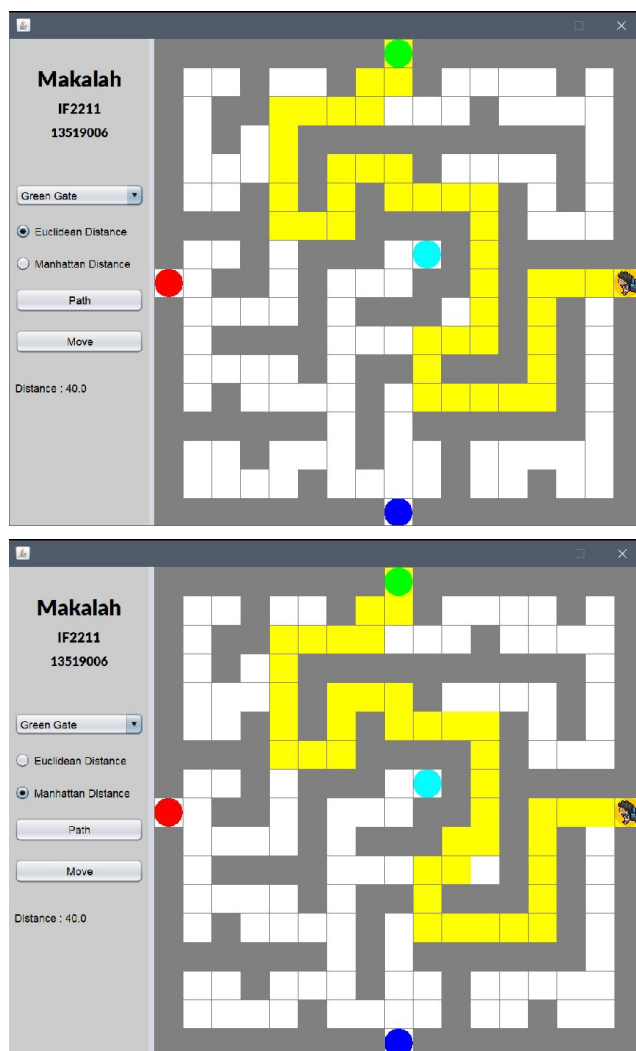 Makalah
IF2211
13519006
Green Gate
Euclidean Distance
Manhattan Distance
Path
Move
Distance : 40.0
Makalah
IF2211
13519006
Green Gate
Euclidean Distance
Manhattan Distance
Path
Move
Distance : 40.0